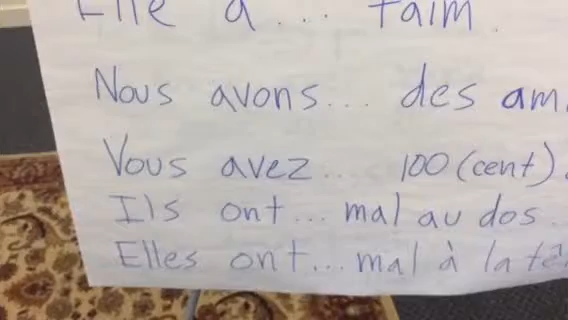 Elle a... faim.
Nous avons... des
Vous avez... 100 (cent)
Ils ont... mal au dos.
Elles ont... mal à la